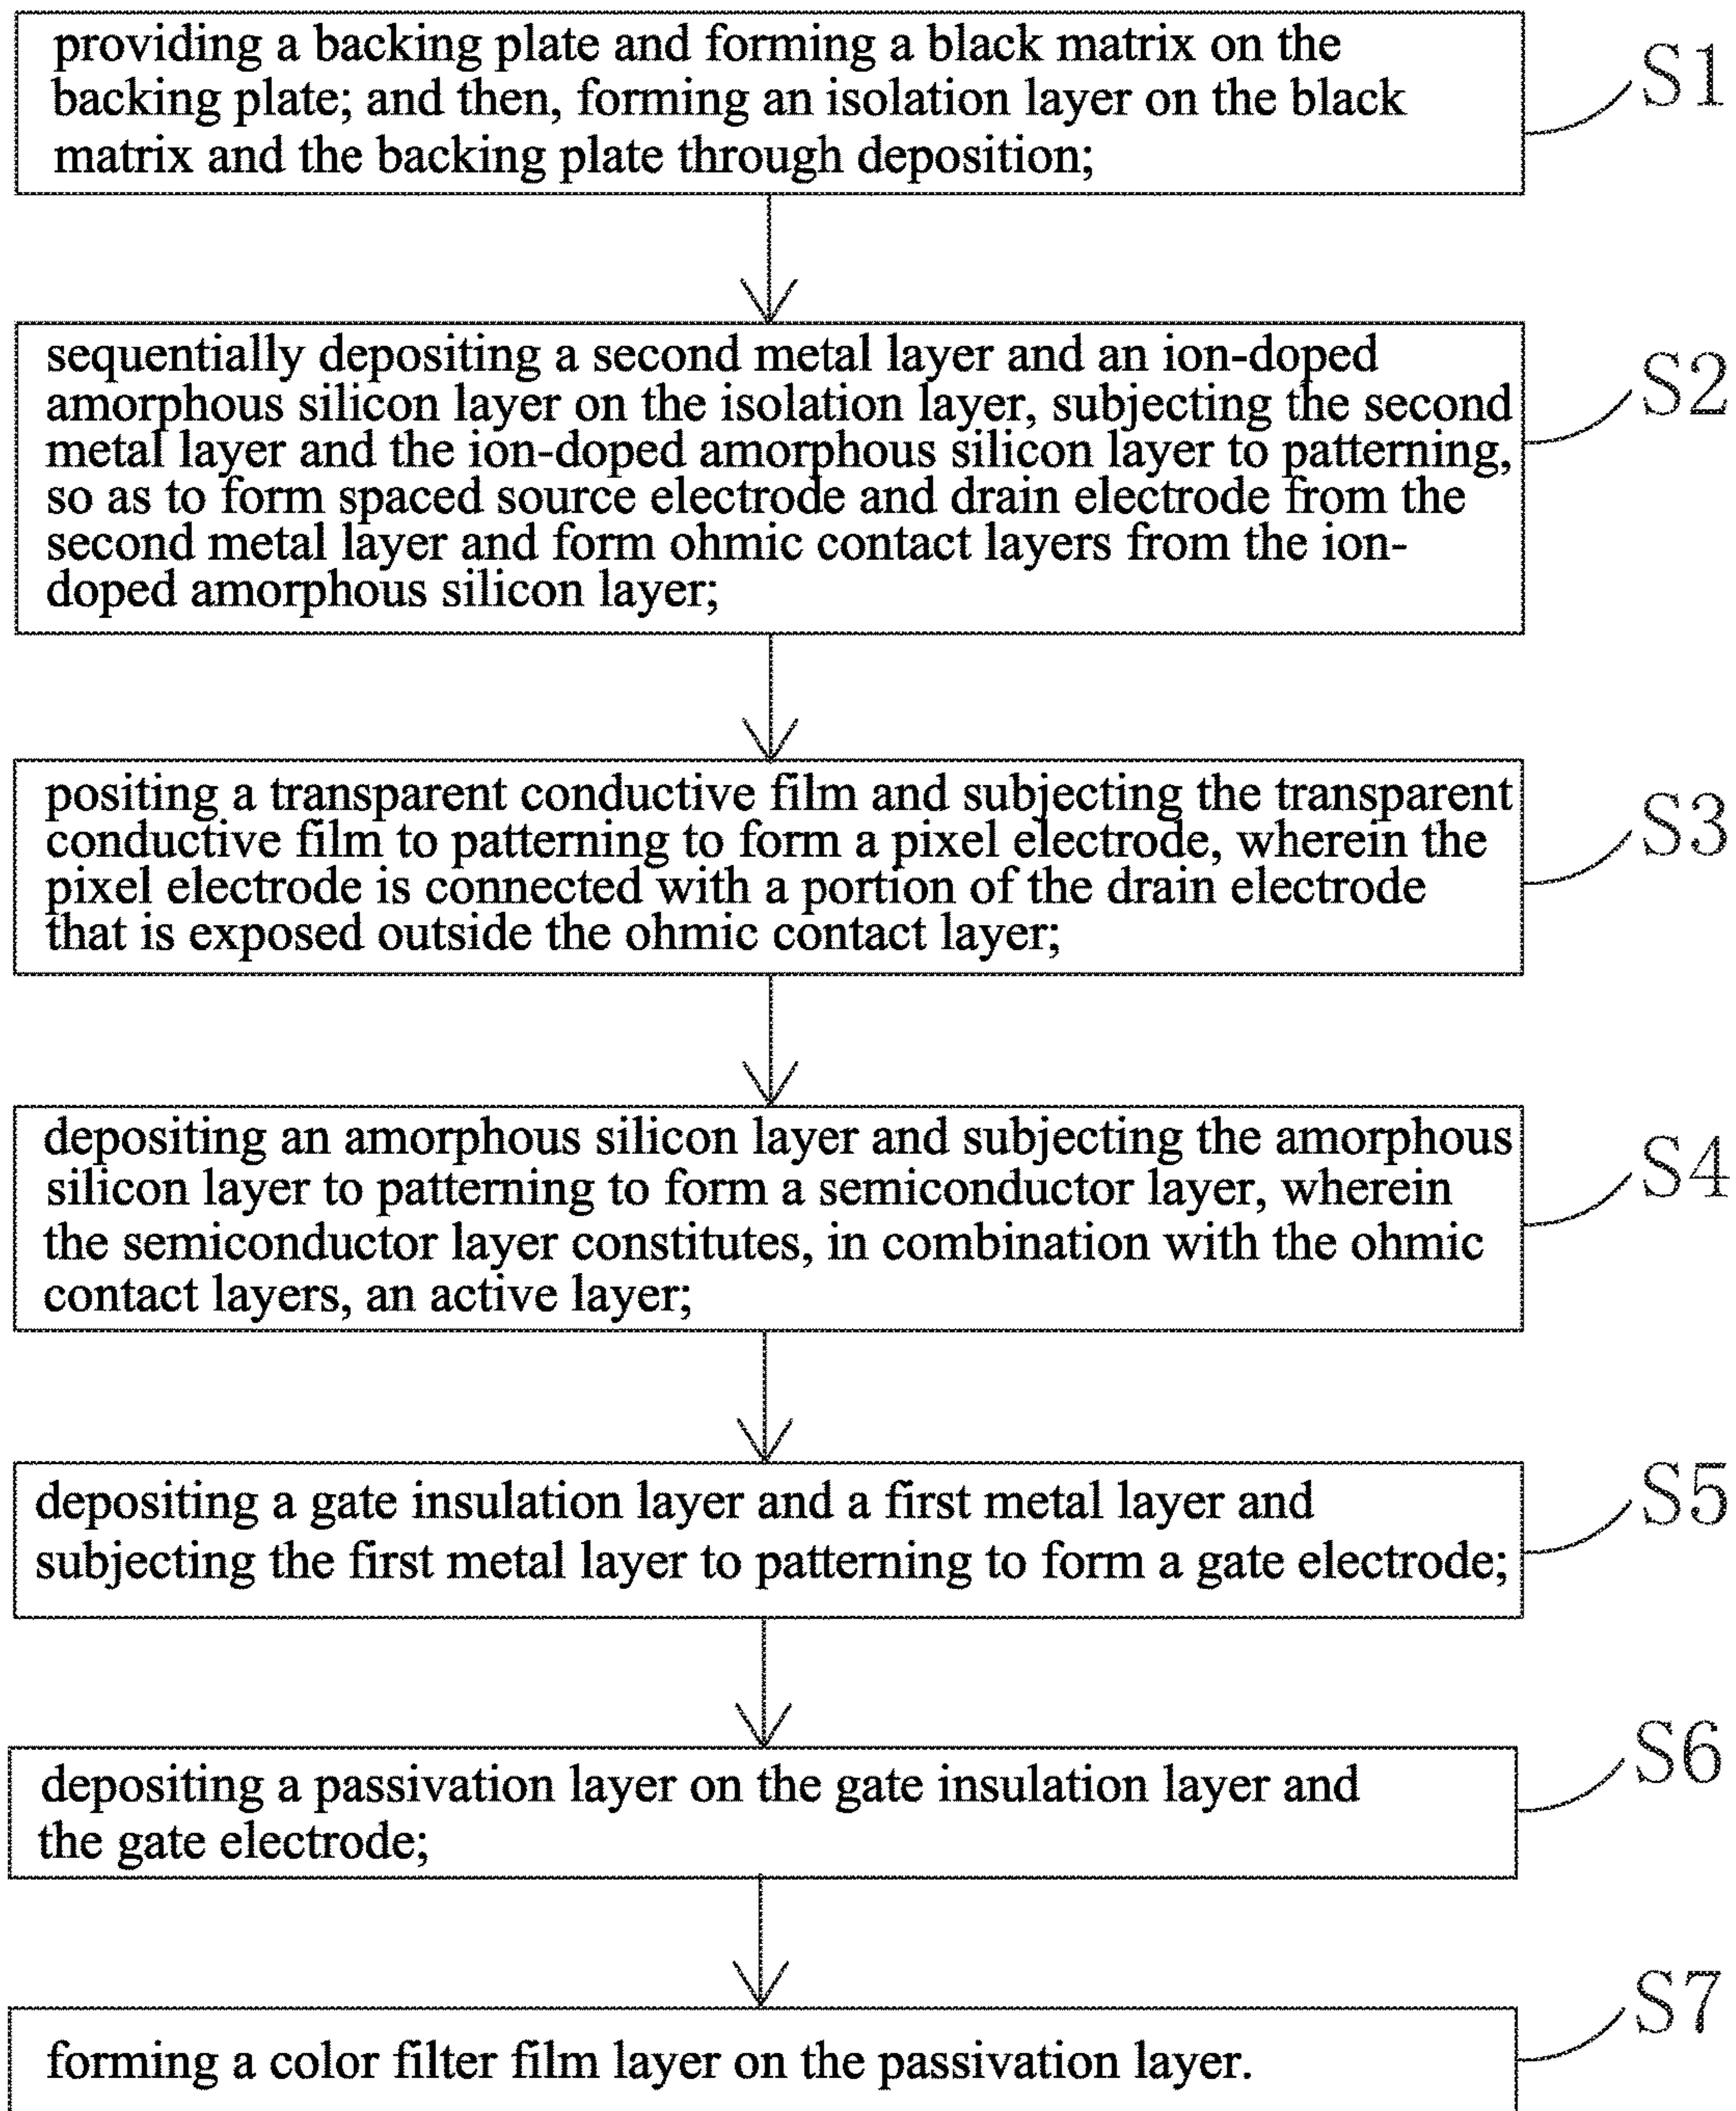 providing a backing plate and forming a black matrix on the
backing plate; and then, forming an isolation layer on the black
matrix and the backing plate through deposition;
S1
sequentially depositing a second metal layer and an ion-doped
amorphous silicon layer on the isolation layer, subjecting the second
metal layer and the ion-doped amorphous silicon layer to patterning,
so as to form spaced source electrode and drain electrode from the
second metal layer and form ohmic contact layers from the ion-
doped amorphous silicon layer;
S2
positing a transparent conductive film and subjecting the transparent
conductive film to patterning to form a pixel electrode, wherein the
pixel electrode is connected with a portion of the drain electrode
that is exposed outside the ohmic contact layer;
S3
depositing an amorphous silicon layer and subjecting the amorphous
silicon layer to patterning to form a semiconductor layer, wherein
the semiconductor layer constitutes, in combination with the ohmic
contact layers, an active layer;
S4
depositing a gate insulation layer and a first metal layer and
subjecting the first metal layer to patterning to form a gate electrode;
S5
depositing a passivation layer on the gate insulation layer and
the gate electrode;
S6
forming a color filter film layer on the passivation layer.
S7